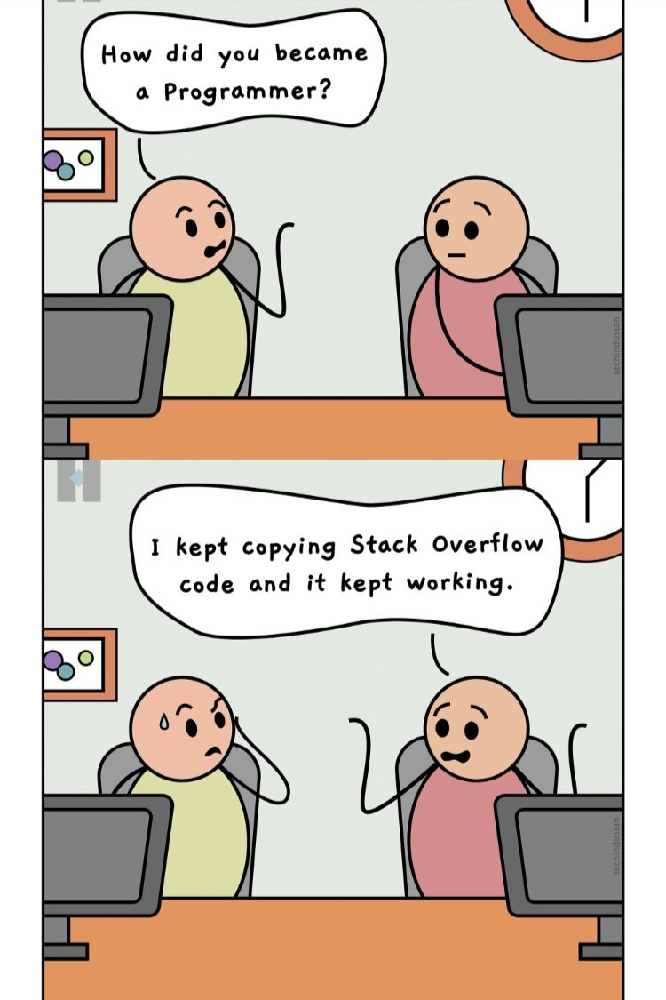 How did you became
a Programmer?
techindustan
I kept copying Stack Overflow
code and it kept working.
techindustan